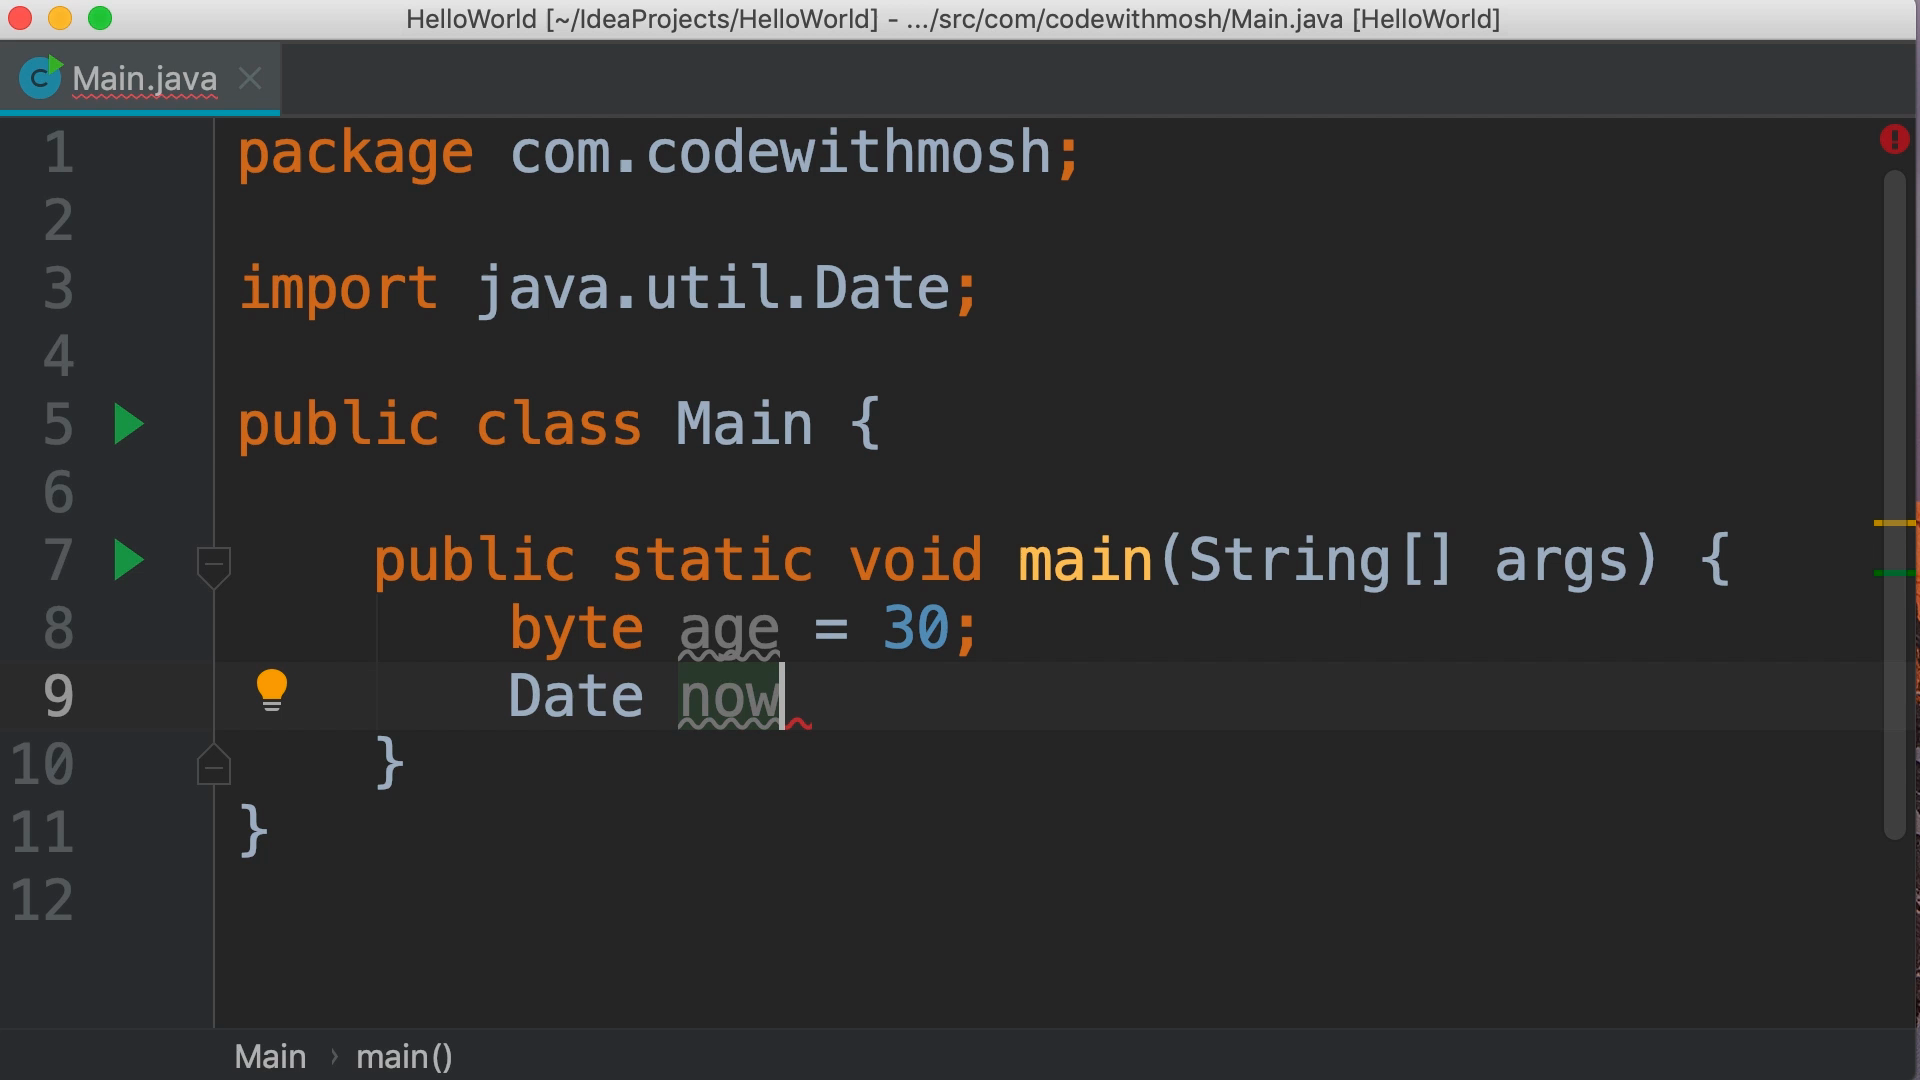 HelloWorld [~/IdeaProjects/HelloWorld] - .../src/com/codewithmosh/Main.java [HelloWorld]
C Main.java
1 package com.codewithmosh;
2
3 import java.util.Date;
4
5 public class Main {
6
7 public static void main(String[] args) {
8 byte age = 30;
9 Date now
10 }
11 }
12
Main › main()